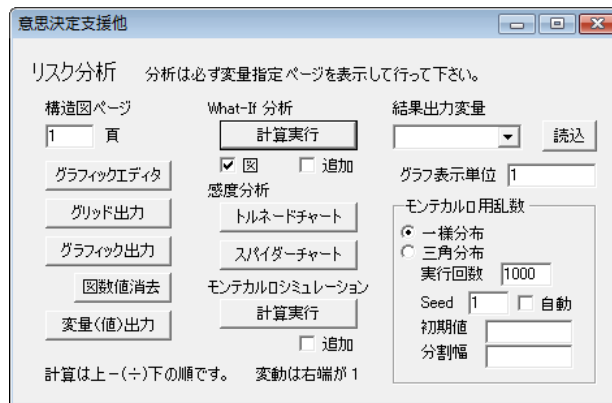 意思決定支援他
リスク分析 分析は必ず変量指定ページを表示して行って下さい。
構造図ページ
1 頁
グラフィックエディタ
グリッド出力
グラフィック出力
図数値消去
変量(値)出力
What-If 分析
計算実行
図 追加
感度分析
トルネードチャート
スパイダーチャート
モンテカルロシミュレーション
計算実行
追加
結果出力変量
読込
グラフ表示単位 1
モンテカルロ用乱数
一様分布
三角分布
実行回数 1000
Seed 1 自動
初期値
分割幅
計算は上-(÷)下の順です。 変動は右端が 1